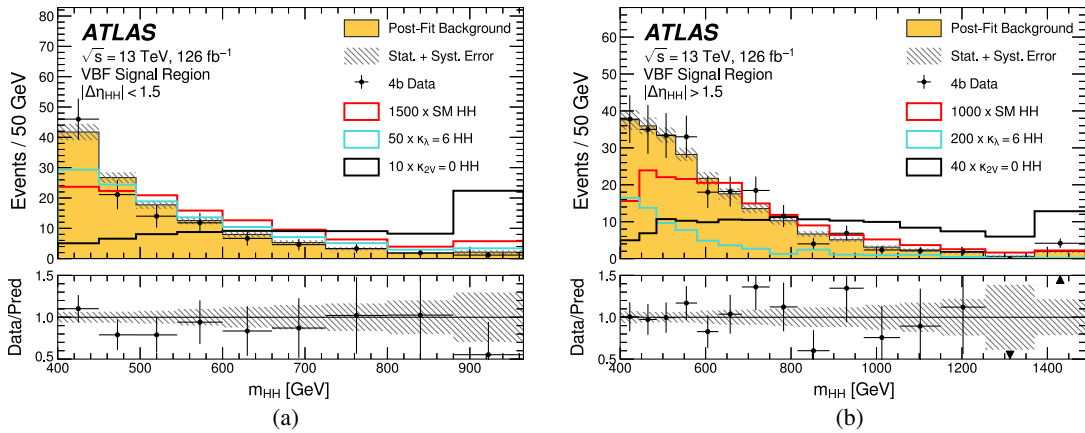 ATLAS
√s = 13 TeV, 126 fb⁻¹
VBF Signal Region
|Δη_HH| < 1.5
Post-Fit Background
Stat. + Syst. Error
4b Data
1500 x SM HH
50 x κ_λ = 6 HH
10 x κ_2V = 0 HH
Events / 50 GeV
80
70
60
50
40
30
20
10
0
Data/Pred
1.5
1.0
0.5
400 500 600 700 800 900
m_HH [GeV]
(a)
ATLAS
√s = 13 TeV, 126 fb⁻¹
VBF Signal Region
|Δη_HH| > 1.5
Post-Fit Background
Stat. + Syst. Error
4b Data
1000 x SM HH
200 x κ_λ = 6 HH
40 x κ_2V = 0 HH
Events / 50 GeV
60
50
40
30
20
10
0
Data/Pred
1.5
1.0
0.5
400 600 800 1000 1200 1400
m_HH [GeV]
(b)